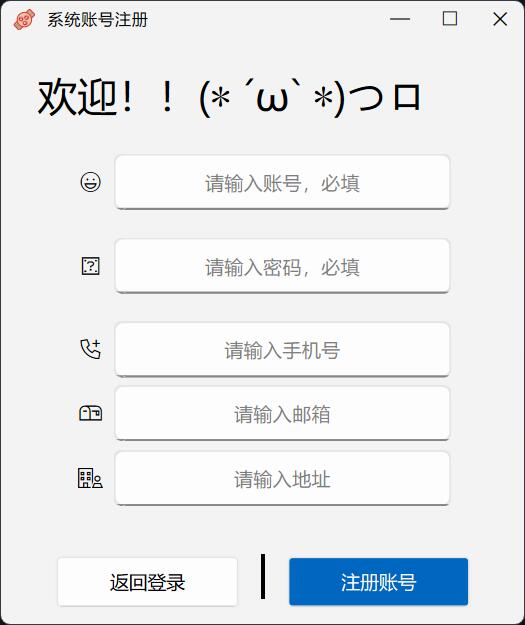 系统账号注册
欢迎！！(* ´ω` *)つロ
请输入账号，必填
请输入密码，必填
请输入手机号
请输入邮箱
请输入地址
返回登录
注册账号